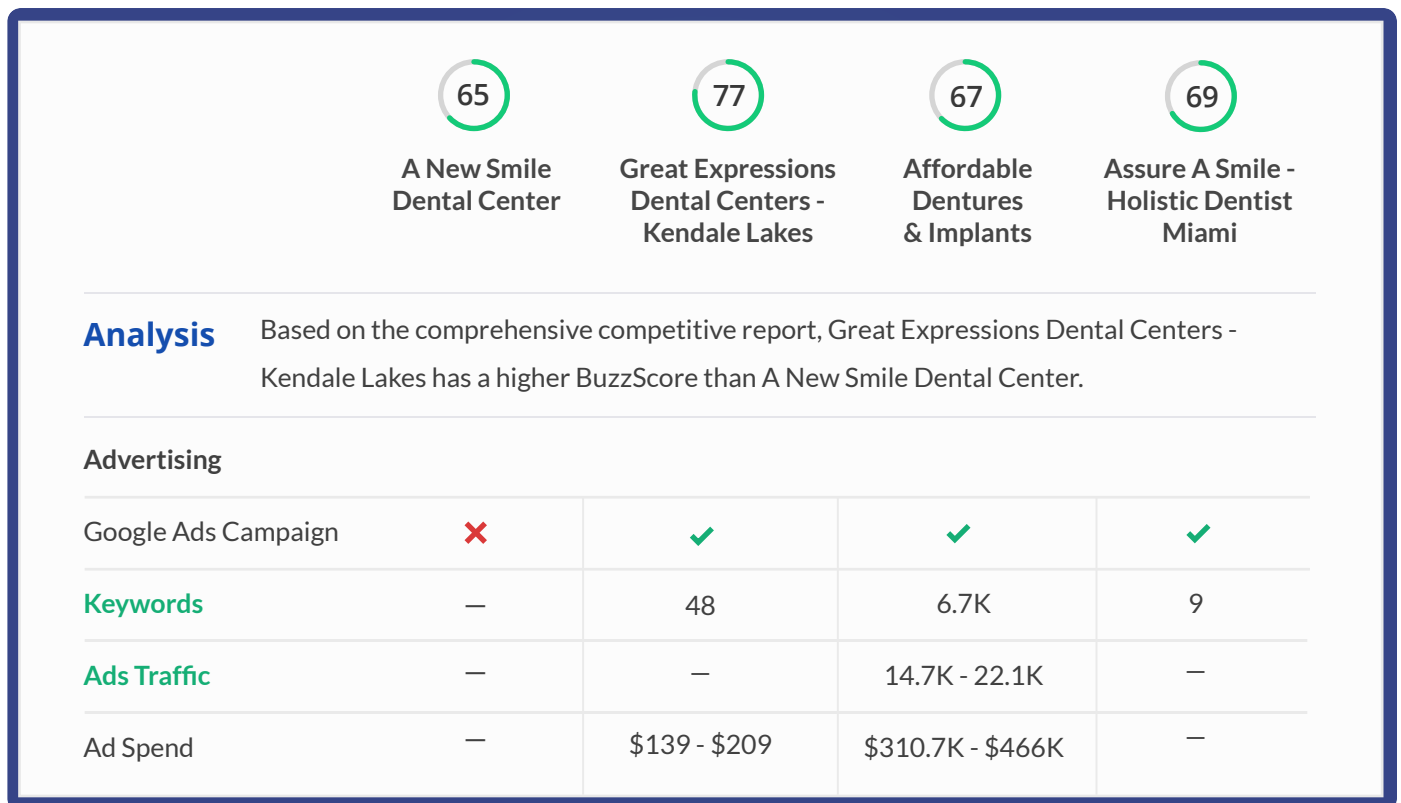 65 77 67 69
A New Smile Great Expressions Affordable Assure A Smile -
Dental Center Dental Centers - Dentures Holistic Dentist
Kendale Lakes & Implants Miami
Analysis Based on the comprehensive competitive report, Great Expressions Dental Centers -
Kendale Lakes has a higher BuzzScore than A New Smile Dental Center.
Advertising
Google Ads Campaign
Keywords — 48 6.7K 9
Ads Traffic — — 14.7K - 22.1K —
Ad Spend — $139 - $209 $310.7K - $466K —